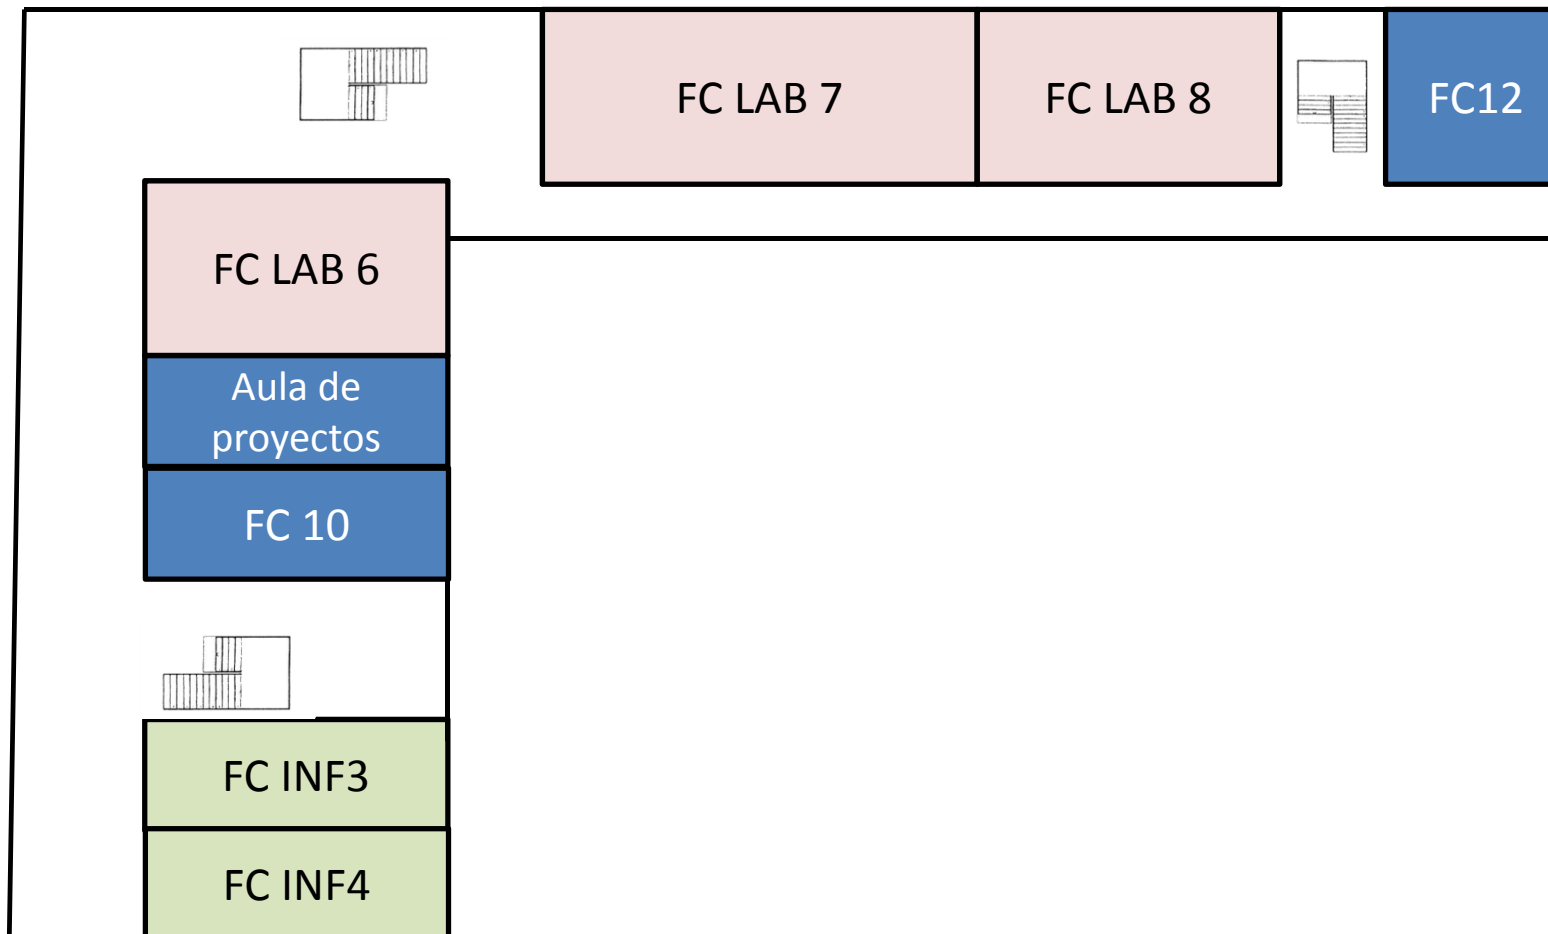 FC LAB 7
FC LAB 8
FC12
FC LAB 6
Aula de
proyectos
FC 10
FC INF3
FC INF4